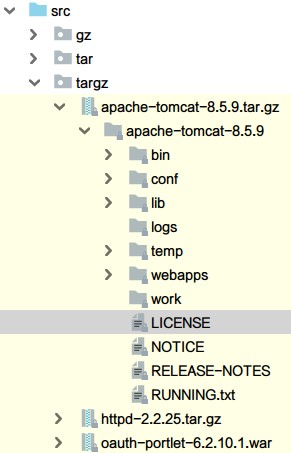 src
gz
tar
targz
apache-tomcat-8.5.9.tar.gz
apache-tomcat-8.5.9
bin
conf
lib
logs
temp
webapps
work
LICENSE
NOTICE
RELEASE-NOTES
RUNNING.txt
httpd-2.2.25.tar.gz
oauth-portlet-6.2.10.1.war